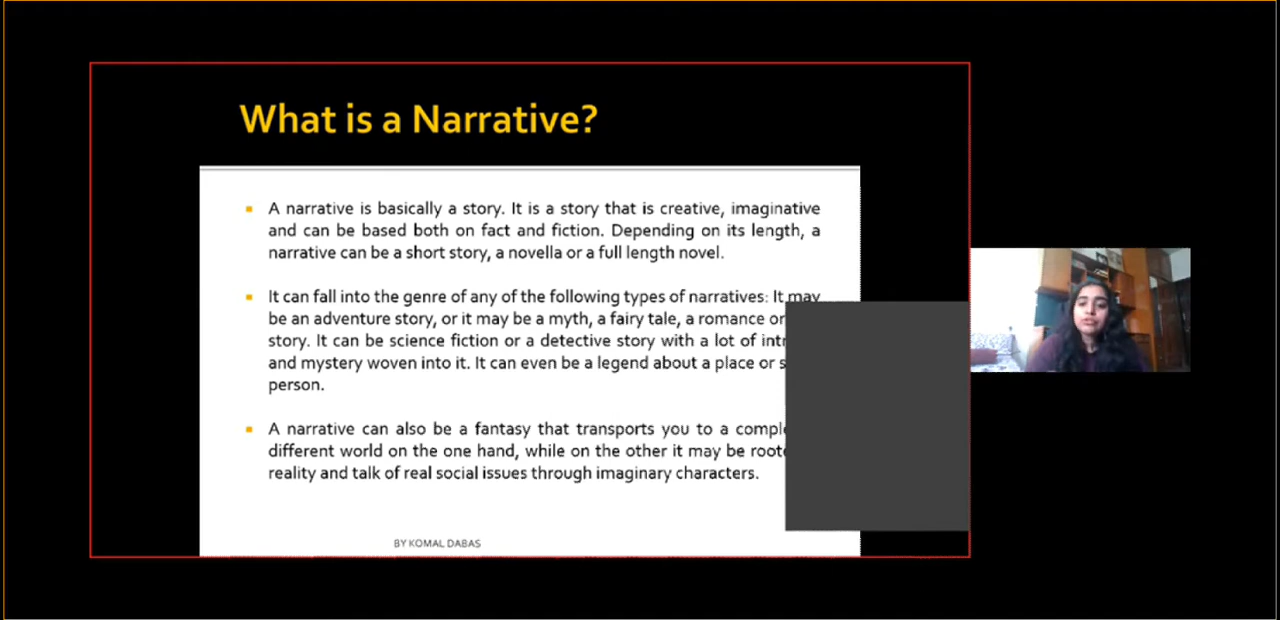 What is a Narrative?
A narrative is basically a story. It is a story that is creative, imaginative
and can be based both on fact and fiction. Depending on its length, a
narrative can be a short story, a novella or a full length novel.
It can fall into the genre of any of the following types of narratives: It may
be an adventure story, or it may be a myth, a fairy tale, a romance or
story. It can be science fiction or a detective story with a lot of
and mystery woven into it. It can even be a legend about a place or
person.
A narrative can also be a fantasy that transports you to a
different world on the one hand, while on the other it may be
reality and talk of real social issues through imaginary characters.
BY KOMAL DABAS